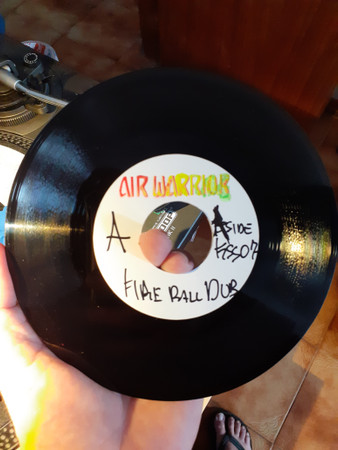 AIR WARRIOR
A
A SIDE
FIRE BALL DUB